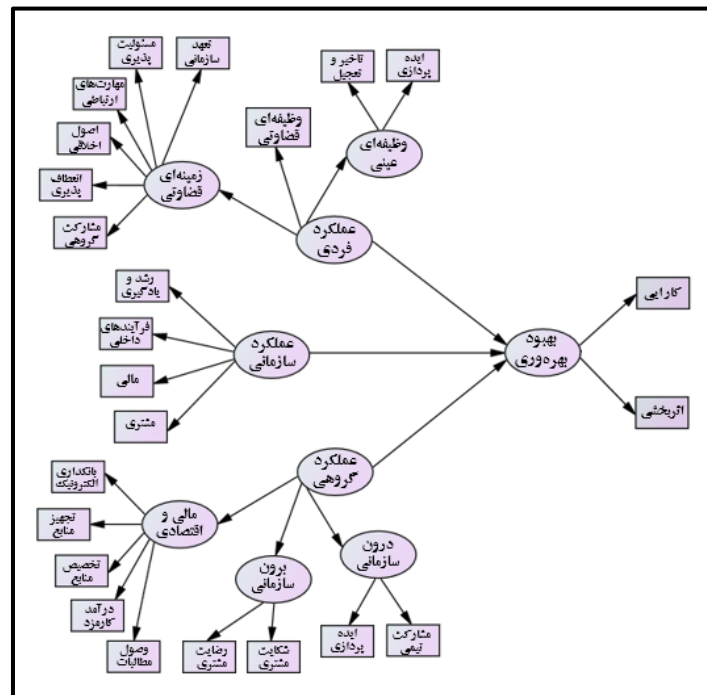 تعهد
سازمانی
مسئولیت
پذیری
مهارت‌های
ارتباطی
اصول
اخلاقی
انعطاف
پذیری
مشارکت
گروهی
زمینه‌ای
قضاوتی
وظیفه‌ای
قضاوتی
تاخیر و
تعجیل
ایده
پردازی
وظیفه‌ای
عینی
عملکرد
فردی
رشد و
یادگیری
فرآیندهای
داخلی
مالی
مشتری
عملکرد
سازمانی
بهبود
بهره‌وری
کارایی
اثربخشی
عملکرد
گروهی
بانکداری
الکترونیک
تجهیز
منابع
تخصیص
منابع
درآمد
کارمزد
وصول
مطالبات
مالی و
اقتصادی
برون
سازمانی
رضایت
مشتری
شکایت
مشتری
درون
سازمانی
ایده
پردازی
مشارکت
تیمی